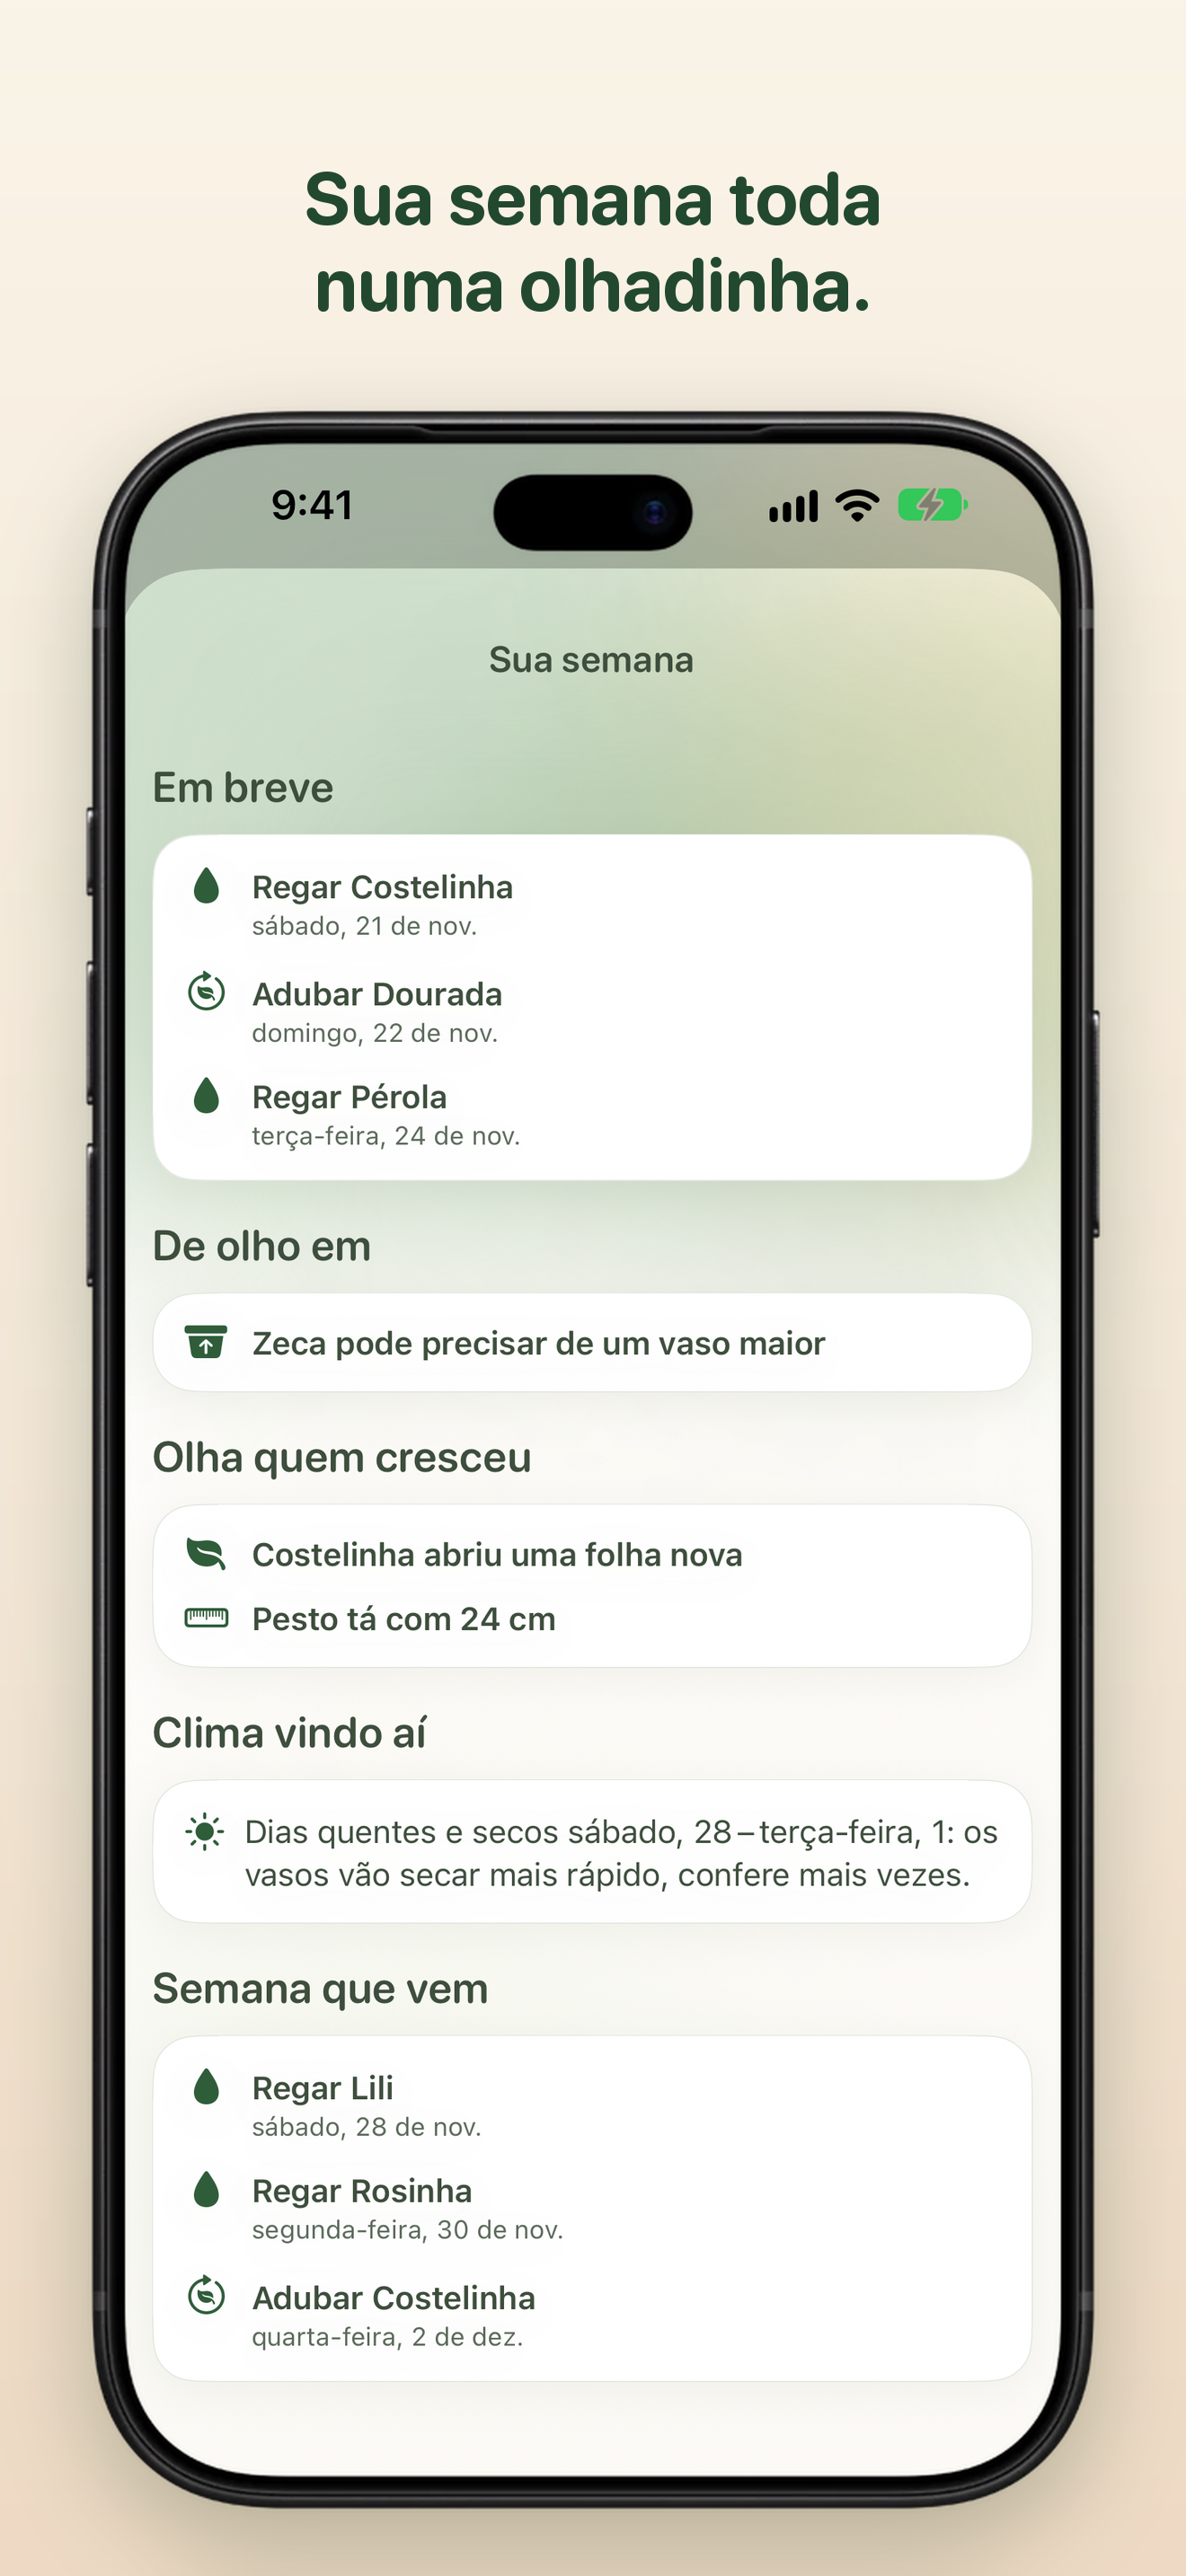 Sua semana toda
numa olhadinha.
9:41
Sua semana
Em breve
Regar Costelinha
sábado, 21 de nov.
Adubar Dourada
domingo, 22 de nov.
Regar Pérola
terça-feira, 24 de nov.
De olho em
Zeca pode precisar de um vaso maior
Olha quem cresceu
Costelinha abriu uma folha nova
Pesto tá com 24 cm
Clima vindo aí
Dias quentes e secos sábado, 28 – terça-feira, 1: os
vasos vão secar mais rápido, confere mais vezes.
Semana que vem
Regar Lili
sábado, 28 de nov.
Regar Rosinha
segunda-feira, 30 de nov.
Adubar Costelinha
quarta-feira, 2 de dez.